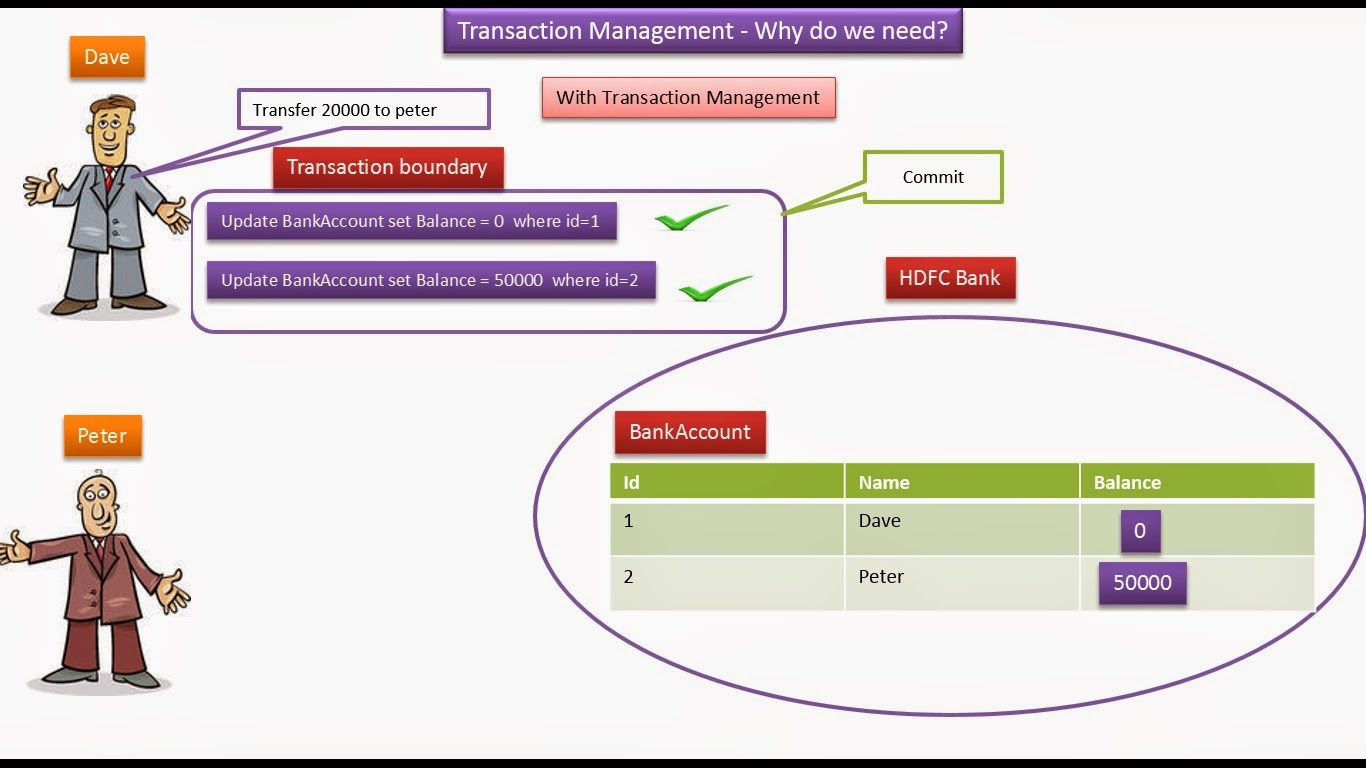 Transaction Management - Why do we need?
Dave
With Transaction Management
Transfer 20000 to peter
Transaction boundary
Commit
Update BankAccount set Balance = 0 where id=1
Update BankAccount set Balance = 50000 where id=2
HDFC Bank
Peter
BankAccount
Id Name Balance
1 Dave 0
2 Peter 50000